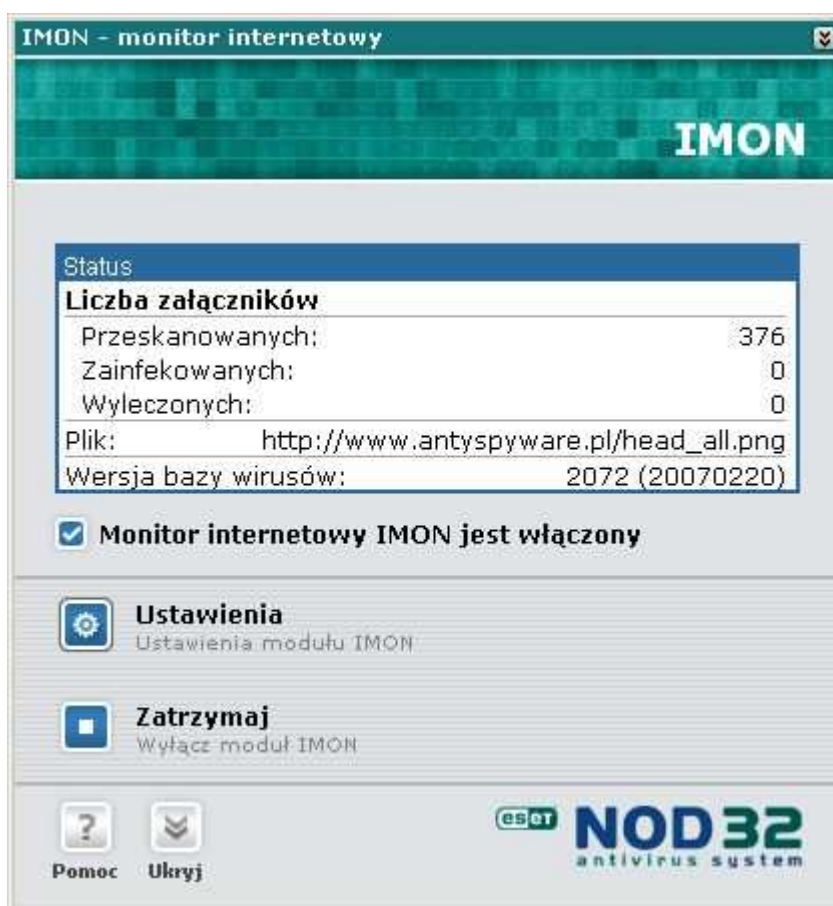 IMON - monitor internetowy
IMON
Status
Liczba załączników
Przeskanowanych: 376
Zainfekowanych: 0
Wyleczonych: 0
Plik: http://www.antyspyware.pl/head_all.png
Wersja bazy wirusów: 2072 (20070220)
Monitor internetowy IMON jest włączony
Ustawienia
Ustawienia modułu IMON
Zatrzymaj
Wyłącz moduł IMON
? eset NOD32
antivirus system
Pomoc Ukryj